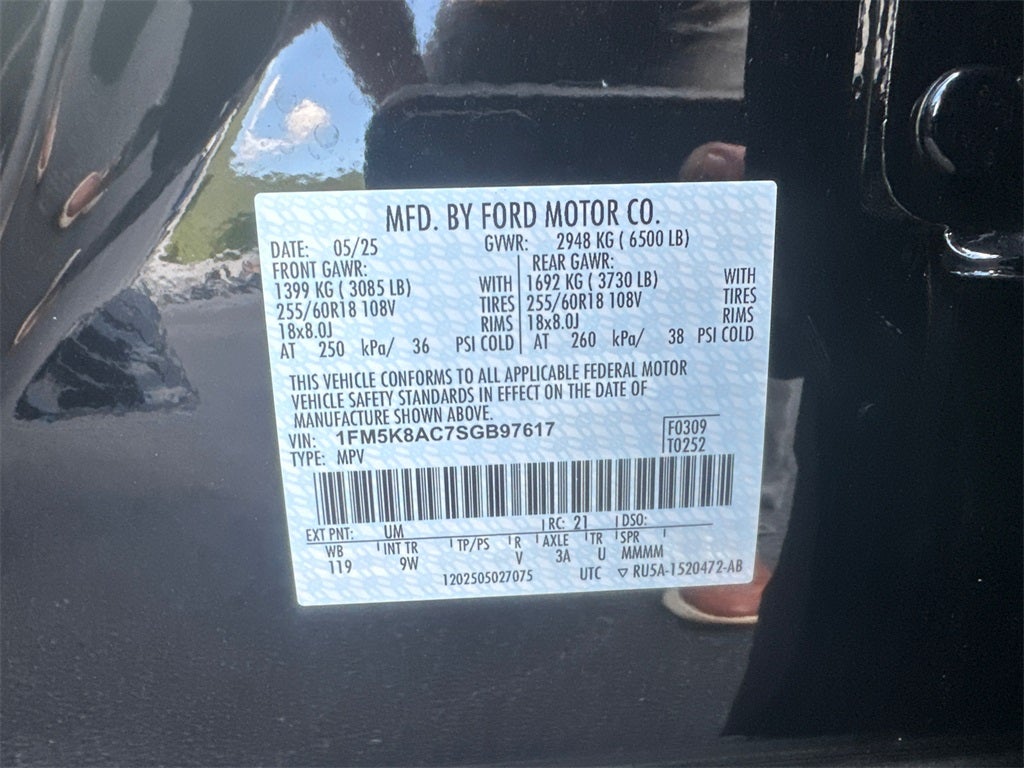 MFD. BY FORD MOTOR CO.
DATE: 05/25 GVWR: 2948 KG ( 6500 LB)
FRONT GAWR: REAR GAWR:
1399 KG ( 3085 LB) WITH 1692 KG ( 3730 LB) WITH
255/60R18 108V TIRES 255/60R18 108V TIRES
18x8.0J RIMS 18x8.0J RIMS
AT 250 kPa/ 36 PSI COLD AT 260 kPa/ 38 PSI COLD
THIS VEHICLE CONFORMS TO ALL APPLICABLE FEDERAL MOTOR
VEHICLE SAFETY STANDARDS IN EFFECT ON THE DATE OF
MANUFACTURE SHOWN ABOVE.
VIN: 1FM5K8AC7SGB97617 F0309
TYPE: MPV T0252
EXT PNT: UM RC: 21 DSO:
WB INT TR TP/PS R AXLE TR SPR
119 9W V 3A U MMMM
1202505027075 UTC ▽ RU5A-1520472-AB